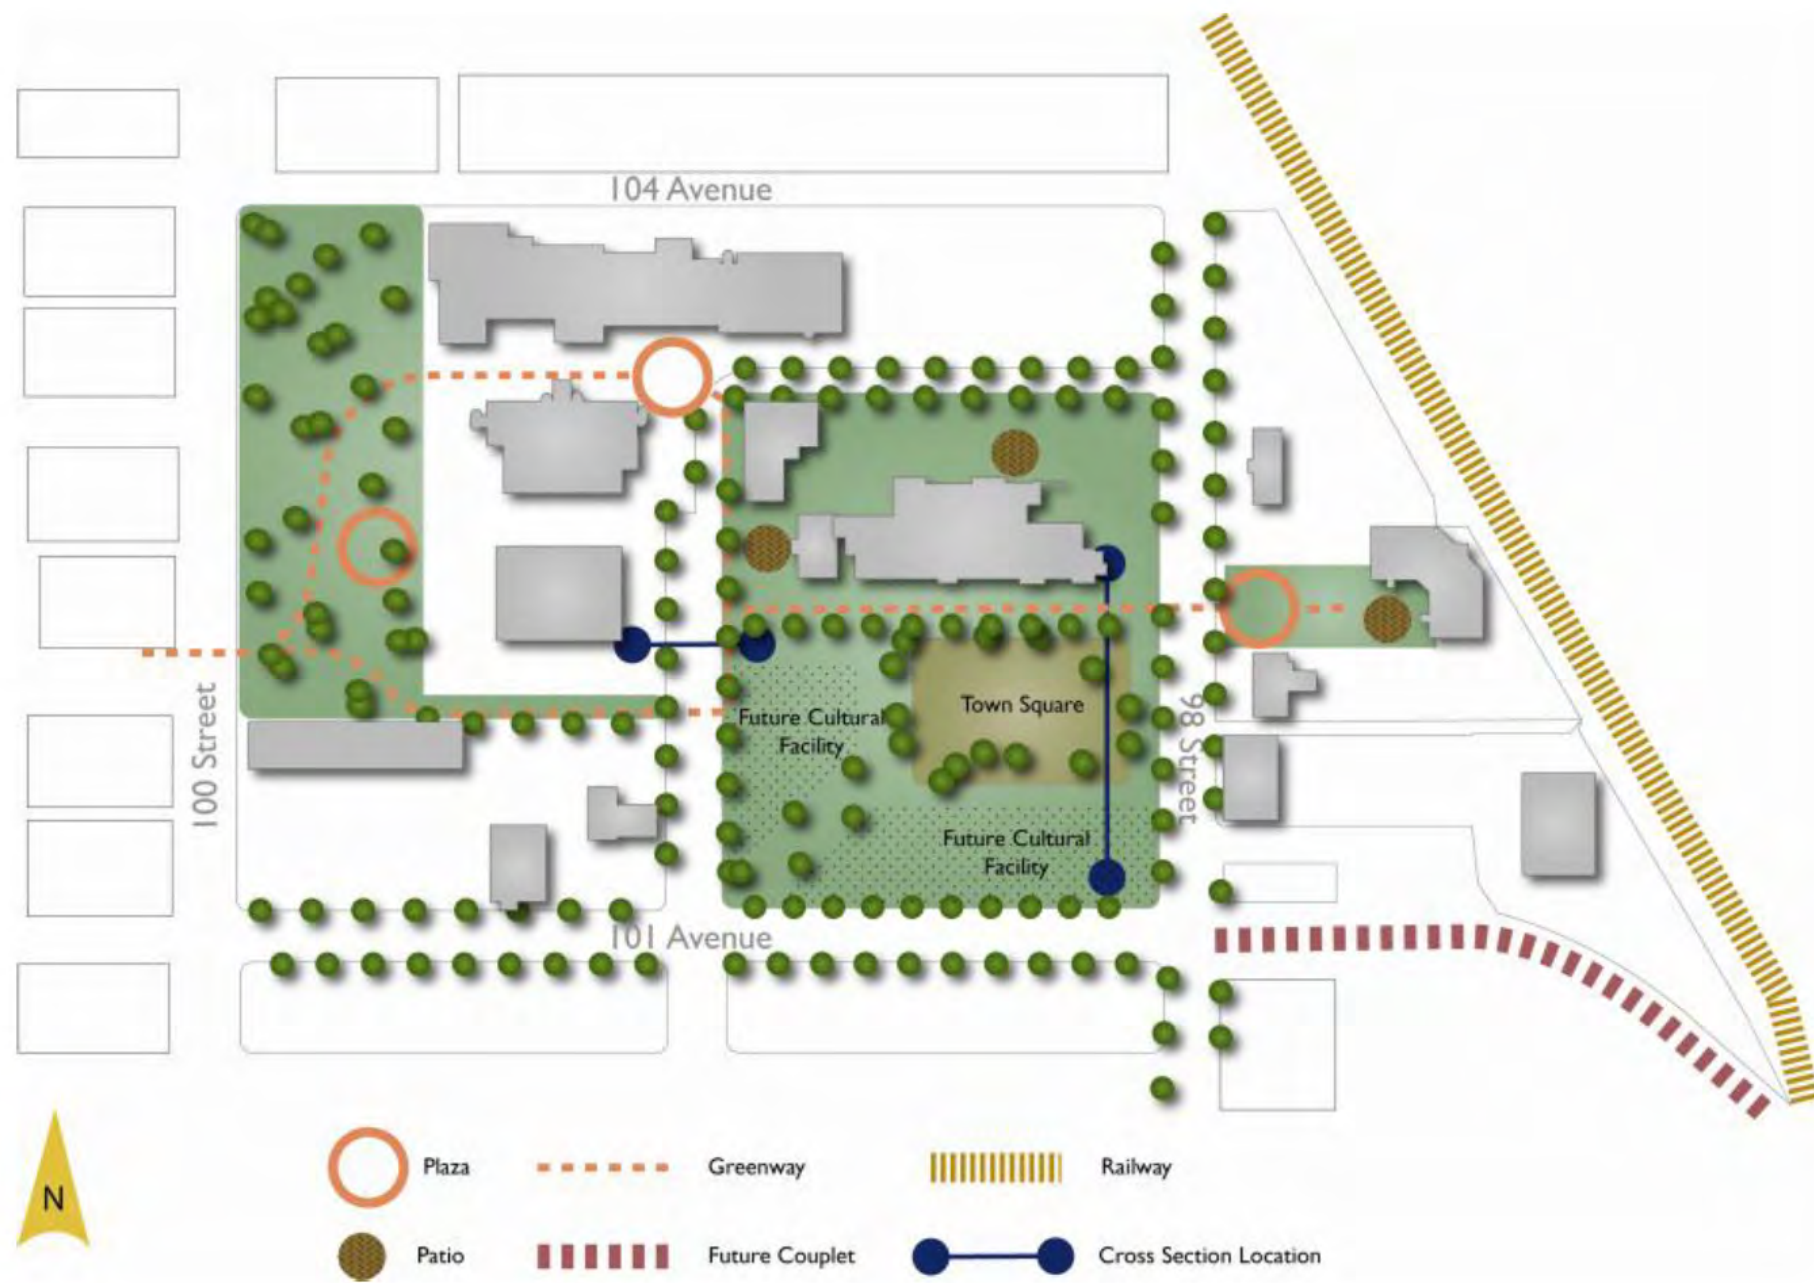 104 Avenue
100 Street
Future Cultural
Facility
Town Square
98 Street
Future Cultural
Facility
101 Avenue
N
Plaza
Greenway
Railway
Patio
Future Couplet
Cross Section Location